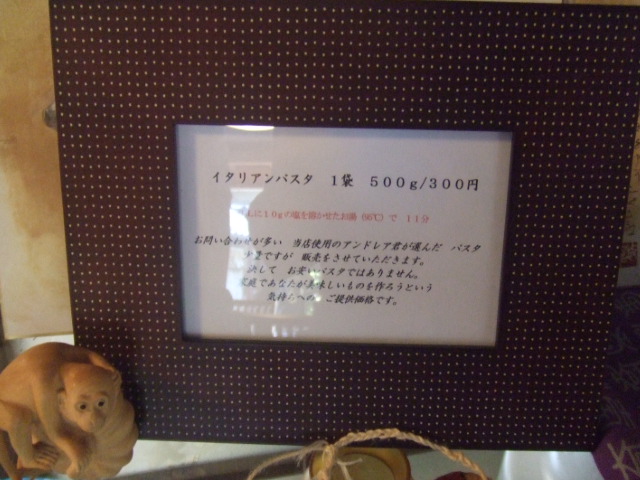 イタリアンパスタ 1袋 500g/300円
に10gの塩を溶かせたお湯(96℃)で 11分
お問い合わせが多い 当店使用のアンドレア君が選んだ パスタ
ですが 販売をさせていただきます。
決して お安いパスタではありません。
家庭であなたが美味しいものを作ろうという
気持ちへの ご提供価格です。